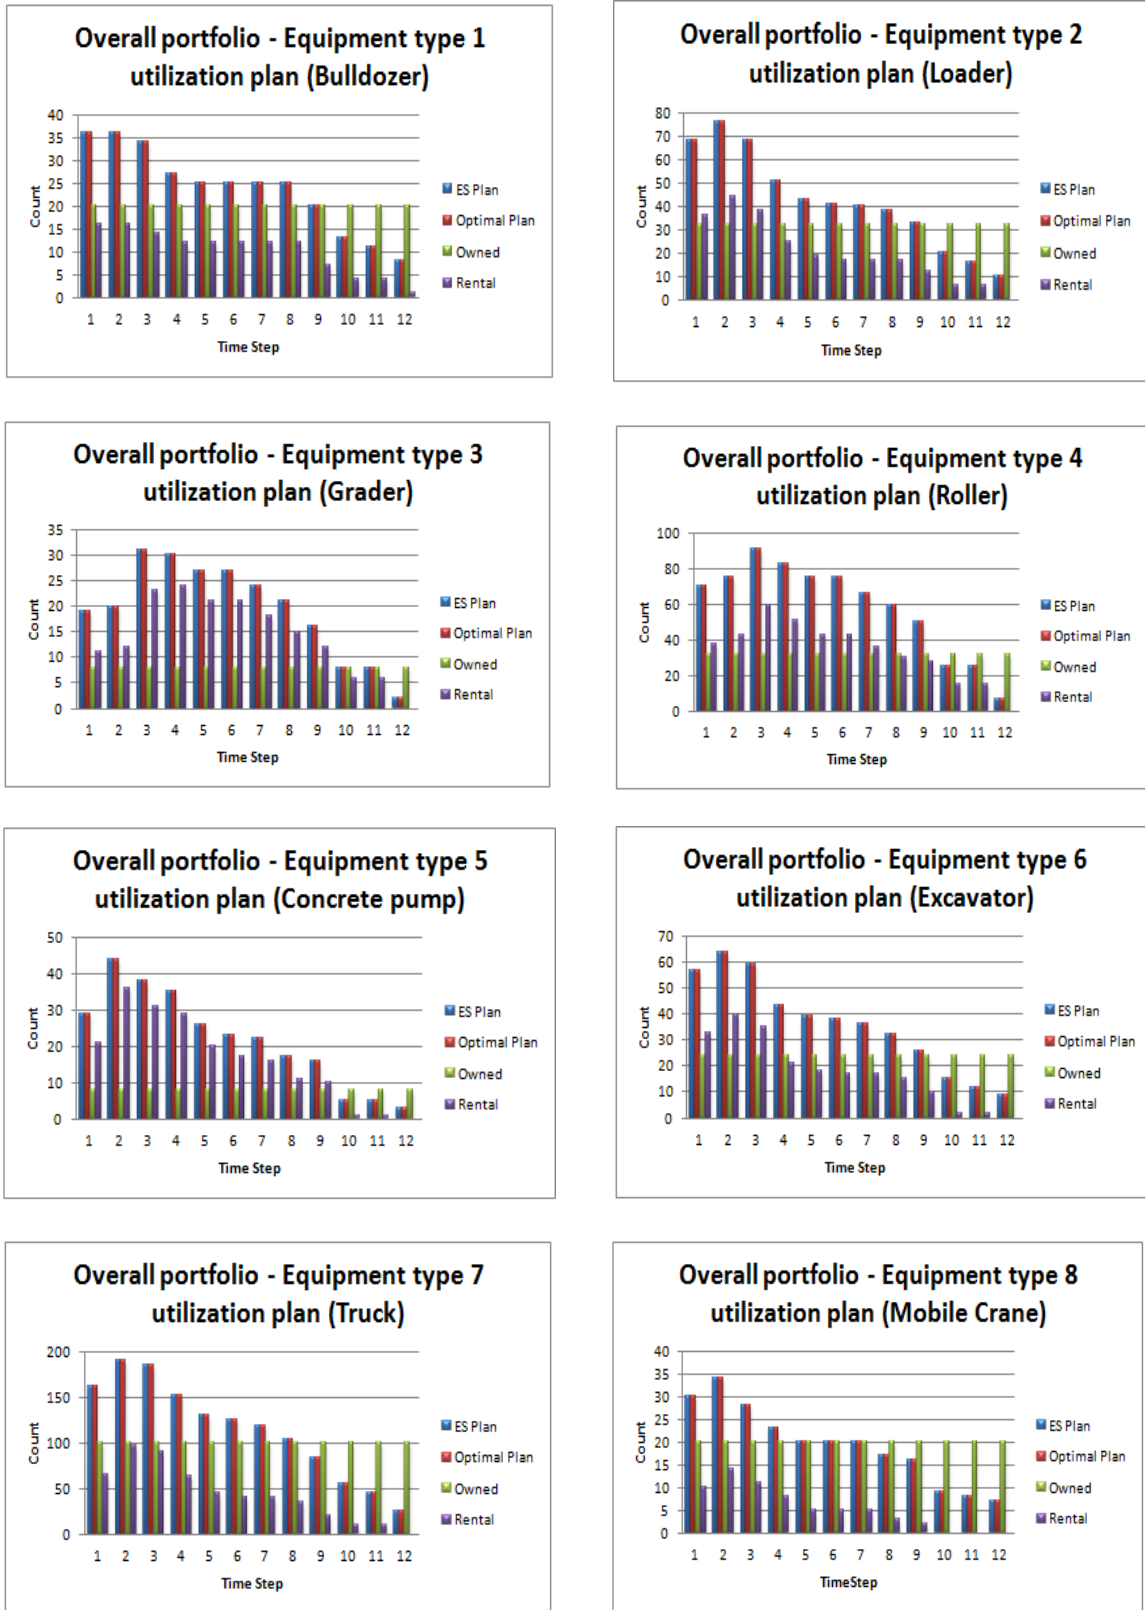 Overall portfolio - Equipment type 1
utilization plan (Bulldozer)
40
35
30
25
20
15
10
5
0
Count
1 2 3 4 5 6 7 8 9 10 11 12
Time Step
ES Plan
Optimal Plan
Owned
Rental
Overall portfolio - Equipment type 2
utilization plan (Loader)
80
70
60
50
40
30
20
10
0
Count
1 2 3 4 5 6 7 8 9 10 11 12
Time Step
ES Plan
Optimal Plan
Owned
Rental
Overall portfolio - Equipment type 3
utilization plan (Grader)
35
30
25
20
15
10
5
0
Count
1 2 3 4 5 6 7 8 9 10 11 12
Time Step
ES Plan
Optimal Plan
Owned
Rental
Overall portfolio - Equipment type 4
utilization plan (Roller)
100
80
60
40
20
0
Count
1 2 3 4 5 6 7 8 9 10 11 12
Time Step
ES Plan
Optimal Plan
Owned
Rental
Overall portfolio - Equipment type 5
utilization plan (Concrete pump)
50
40
30
20
10
0
Count
1 2 3 4 5 6 7 8 9 10 11 12
Time Step
ES Plan
Optimal Plan
Owned
Rental
Overall portfolio - Equipment type 6
utilization plan (Excavator)
70
60
50
40
30
20
10
0
Count
1 2 3 4 5 6 7 8 9 10 11 12
Time Step
ES Plan
Optimal Plan
Owned
Rental
Overall portfolio - Equipment type 7
utilization plan (Truck)
200
150
100
50
0
Count
1 2 3 4 5 6 7 8 9 10 11 12
Time Step
ES Plan
Optimal Plan
Owned
Rental
Overall portfolio - Equipment type 8
utilization plan (Mobile Crane)
40
35
30
25
20
15
10
5
0
Count
1 2 3 4 5 6 7 8 9 10 11 12
TimeStep
ES Plan
Optimal Plan
Owned
Rental